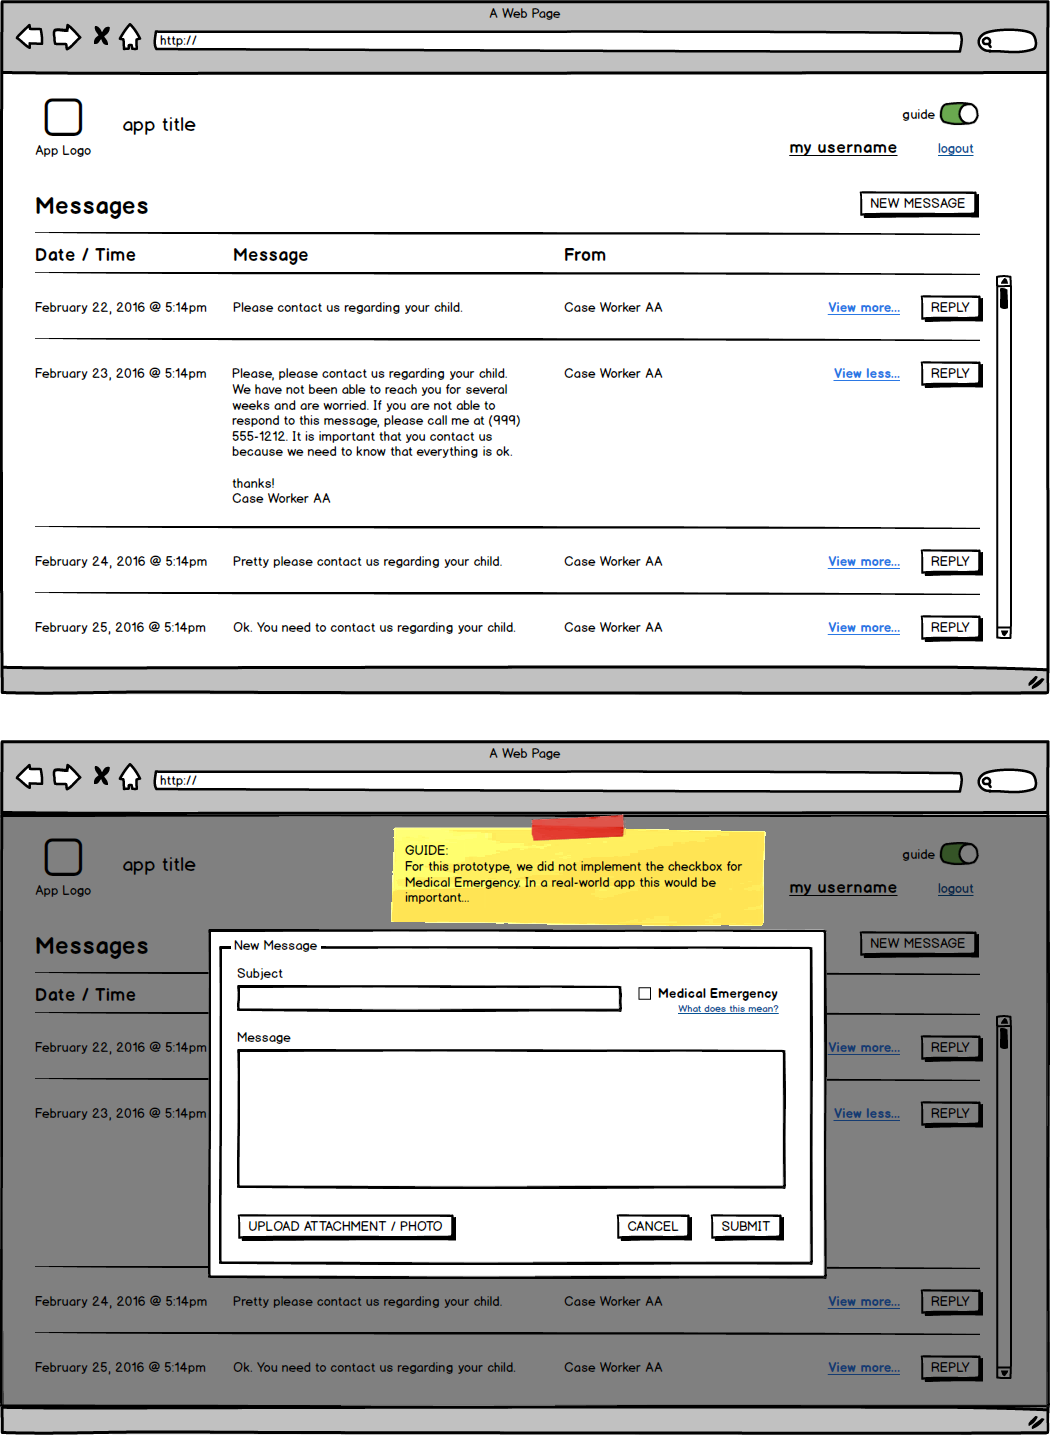 A Web Page
http://
App Logo
app title
guide
my username
logout
Messages
NEW MESSAGE
Date / Time
Message
From
February 22, 2016 @ 5:14pm
Please contact us regarding your child.
Case Worker AA
View more...
REPLY
February 23, 2016 @ 5:14pm
Please, please contact us regarding your child.
We have not been able to reach you for several
weeks and are worried. If you are not able to
respond to this message, please call me at (999)
555-1212. It is important that you contact us
because we need to know that everything is ok.
thanks!
Case Worker AA
Case Worker AA
View less...
REPLY
February 24, 2016 @ 5:14pm
Pretty please contact us regarding your child.
Case Worker AA
View more...
REPLY
February 25, 2016 @ 5:14pm
Ok. You need to contact us regarding your child.
Case Worker AA
View more...
REPLY
A Web Page
http://
App Logo
app title
GUIDE:
For this prototype, we did not implement the checkbox for
Medical Emergency. In a real-world app this would be
important...
guide
my username
logout
Messages
NEW MESSAGE
Date / Time
February 22, 2016 @ 5:14pm
View more...
REPLY
February 23, 2016 @ 5:14pm
View less...
REPLY
New Message
Subject
Medical Emergency
What does this mean?
Message
UPLOAD ATTACHMENT / PHOTO
CANCEL
SUBMIT
February 24, 2016 @ 5:14pm
Pretty please contact us regarding your child.
Case Worker AA
View more...
REPLY
February 25, 2016 @ 5:14pm
Ok. You need to contact us regarding your child.
Case Worker AA
View more...
REPLY